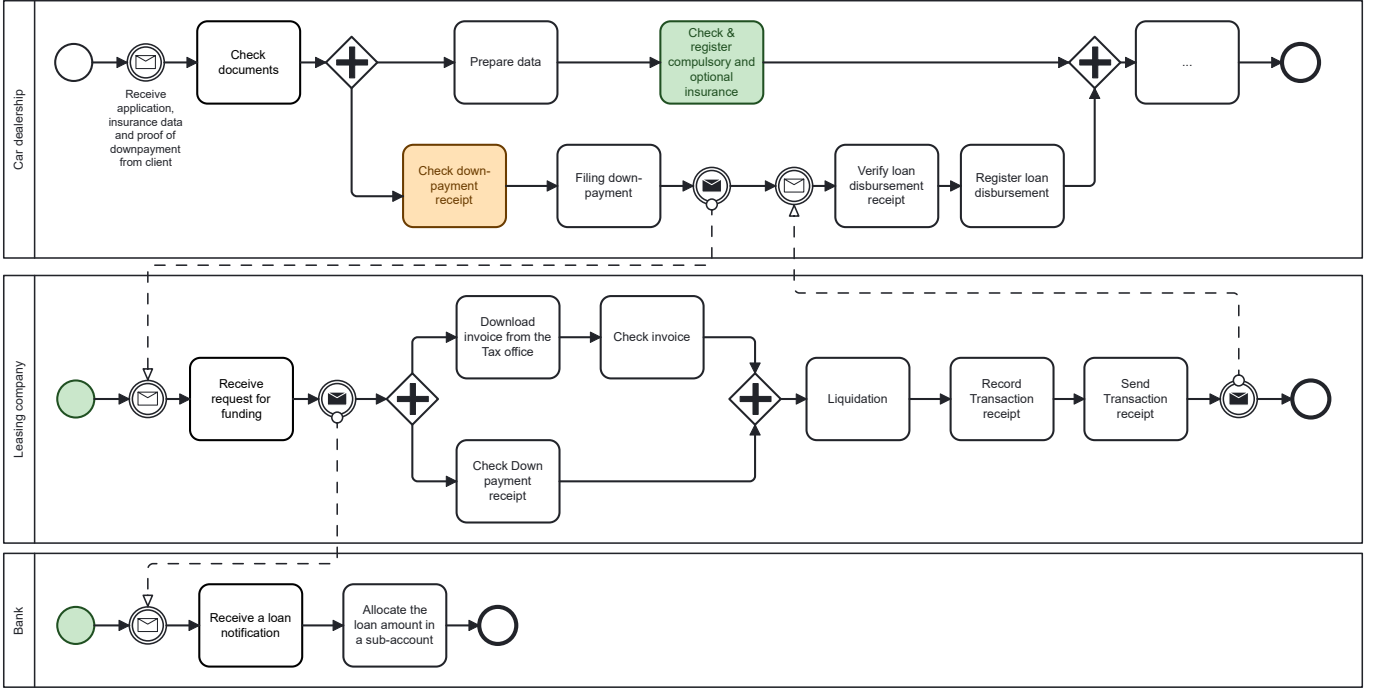 Car dealership
Receive
application,
insurance data
and proof of
downpayment
from client
Check
documents
Prepare data
Check &
register
compulsory and
optional
insurance
...
Check down-
payment
receipt
Filing down-
payment
Verify loan
disbursement
receipt
Register loan
disbursement
Leasing company
Receive
request for
funding
Download
invoice from the
Tax office
Check invoice
Check Down
payment
receipt
Liquidation
Record
Transaction
receipt
Send
Transaction
receipt
Bank
Receive a loan
notification
Allocate the
loan amount in
a sub-account